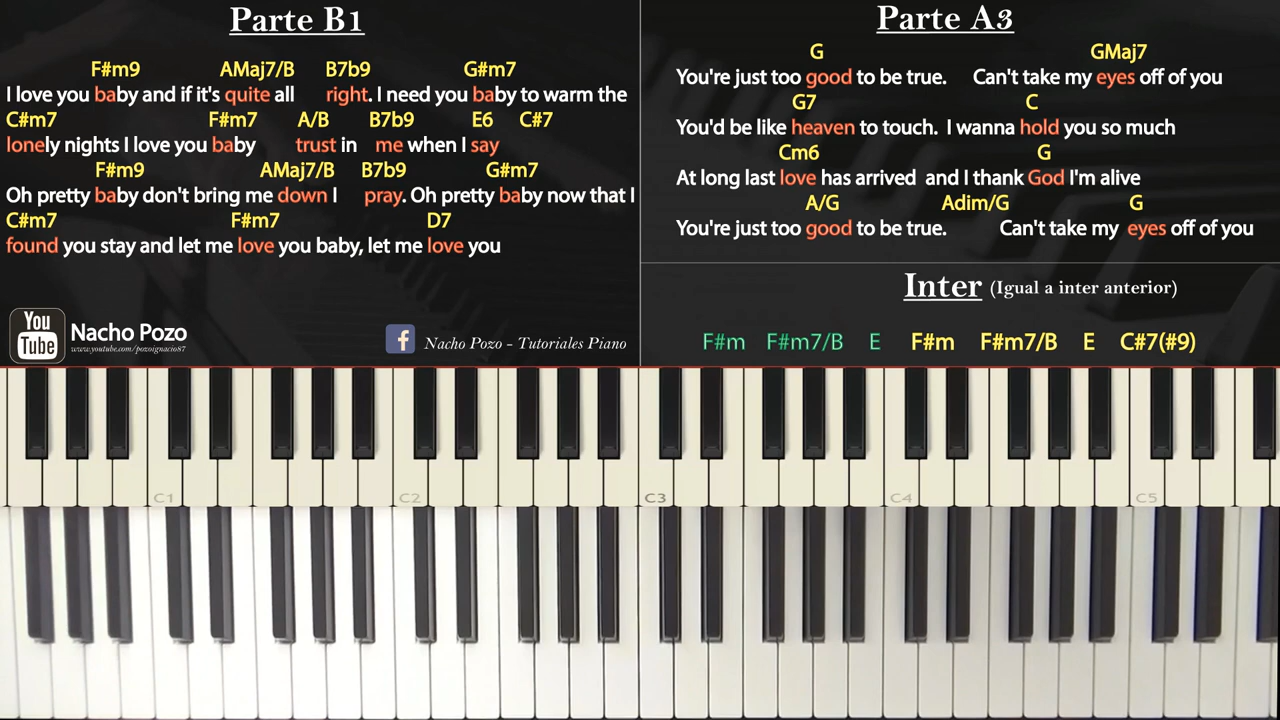 Parte B1
F#m9 AMaj7/B B7b9 G#m7
I love you baby and if it's quite all right. I need you baby to warm the
C#m7 F#m7 A/B B7b9 E6 C#7
lonely nights I love you baby trust in me when I say
F#m9 AMaj7/B B7b9 G#m7
Oh pretty baby don't bring me down I pray. Oh pretty baby now that I
C#m7 F#m7 D7
found you stay and let me love you baby, let me love you
You Tube
Nacho Pozo
www.youtube.com/pozoignacio87
f
Nacho Pozo - Tutoriales Piano
Parte A3
G GMaj7
You're just too good to be true. Can't take my eyes off of you
G7 C
You'd be like heaven to touch. I wanna hold you so much
Cm6 G
At long last love has arrived and I thank God I'm alive
A/G Adim/G G
You're just too good to be true. Can't take my eyes off of you
Inter (Igual a inter anterior)
F#m F#m7/B E F#m F#m7/B E C#7(#9)
C1 C2 C3 C4 C5